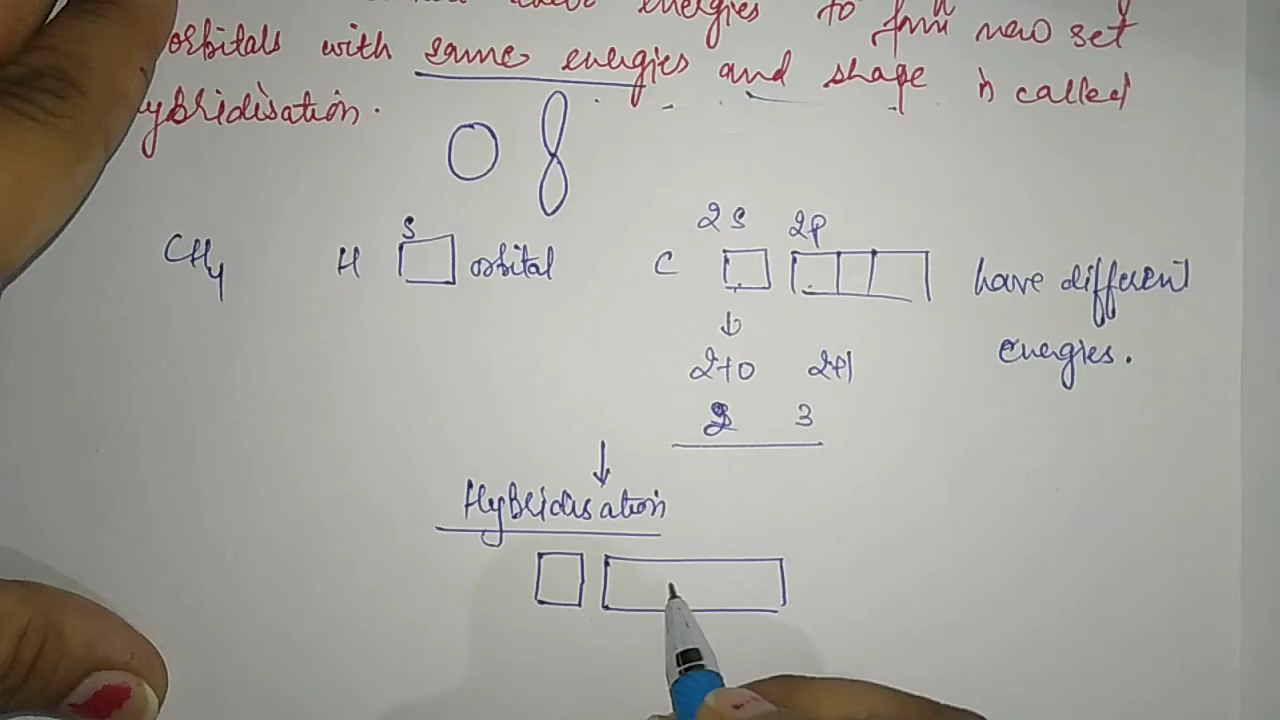 energies to form new set
orbitals with same energies and shape is called
ybridisation.
CH4 H S orbital C 2S 2P have different
energies.
↓
2+0 2+1
2 3
↓
Hybridisation